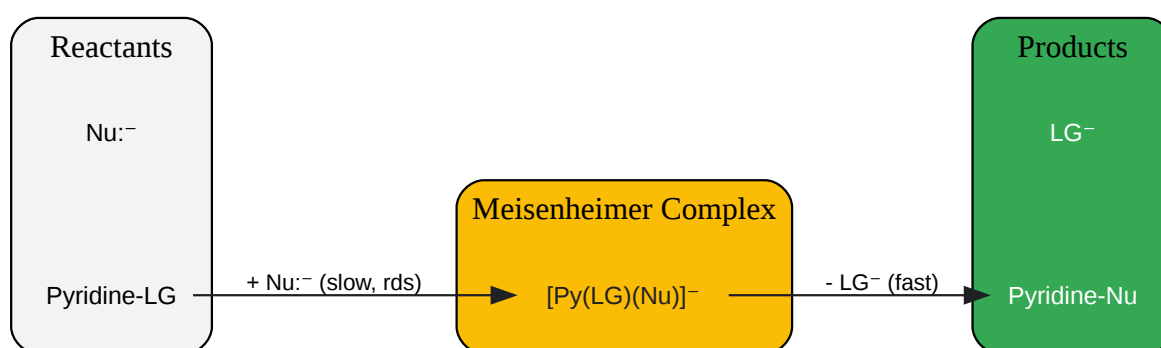 Reactants
Nu:⁻
Pyridine-LG
+ Nu:⁻ (slow, rds)
Meisenheimer Complex
[Py(LG)(Nu)]⁻
- LG⁻ (fast)
Products
LG⁻
Pyridine-Nu